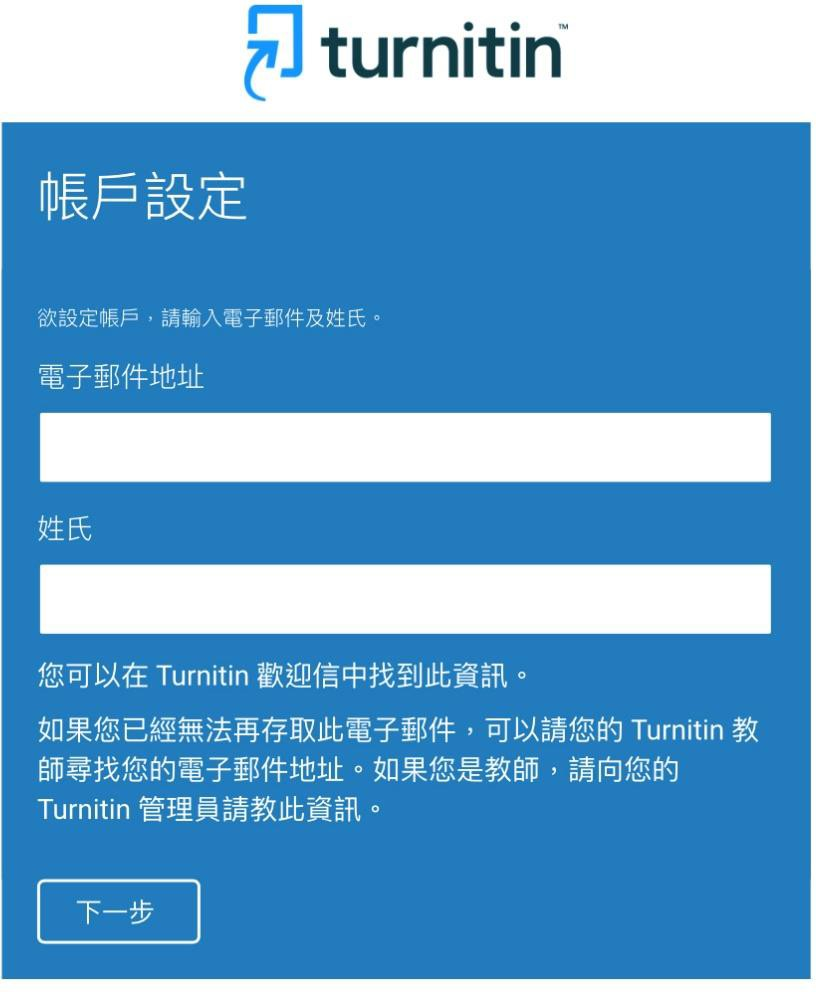 turnitin™
帳戶設定
欲設定帳戶，請輸入電子郵件及姓氏。
電子郵件地址
姓氏
您可以在 Turnitin 歡迎信中找到此資訊。
如果您已經無法再存取此電子郵件，可以請您的 Turnitin 教
師尋找您的電子郵件地址。如果您是教師，請向您的
Turnitin 管理員請教此資訊。
下一步